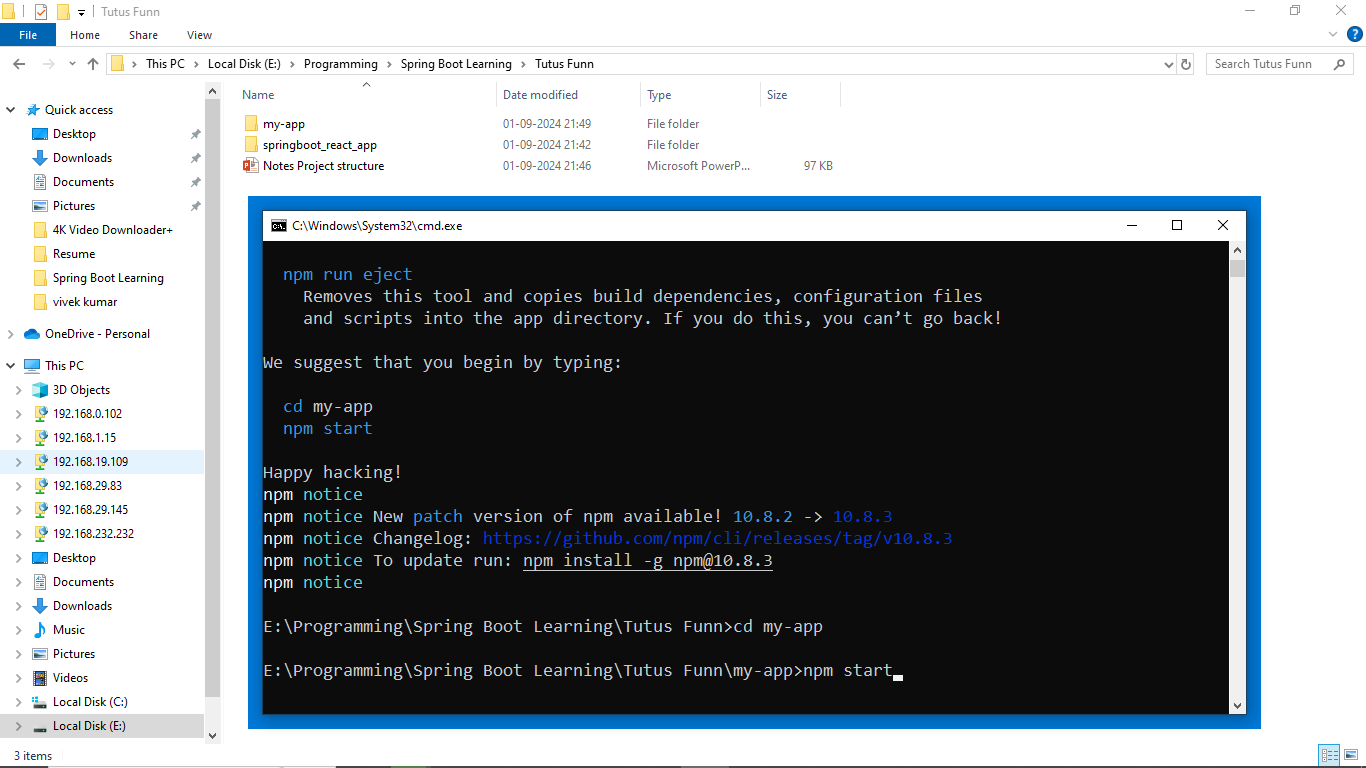 Tutus Funn
File Home Share View
This PC Local Disk (E:) Programming Spring Boot Learning Tutus Funn Search Tutus Funn
Name Date modified Type Size
my-app 01-09-2024 21:49 File folder
springboot_react_app 01-09-2024 21:42 File folder
Notes Project structure 01-09-2024 21:46 Microsoft PowerP... 97 KB
Quick access
Desktop
Downloads
Documents
Pictures
4K Video Downloader+
Resume
Spring Boot Learning
vivek kumar
OneDrive - Personal
This PC
3D Objects
192.168.0.102
192.168.1.15
192.168.19.109
192.168.29.83
192.168.29.145
192.168.232.232
Desktop
Documents
Downloads
Music
Pictures
Videos
Local Disk (C:)
Local Disk (E:)
3 items
C:\Windows\System32\cmd.exe
npm run eject
Removes this tool and copies build dependencies, configuration files
and scripts into the app directory. If you do this, you can’t go back!
We suggest that you begin by typing:
cd my-app
npm start
Happy hacking!
npm notice
npm notice New patch version of npm available! 10.8.2 -> 10.8.3
npm notice Changelog: https://github.com/npm/cli/releases/tag/v10.8.3
npm notice To update run: npm install -g npm@10.8.3
npm notice
E:\Programming\Spring Boot Learning\Tutus Funn>cd my-app
E:\Programming\Spring Boot Learning\Tutus Funn\my-app>npm start